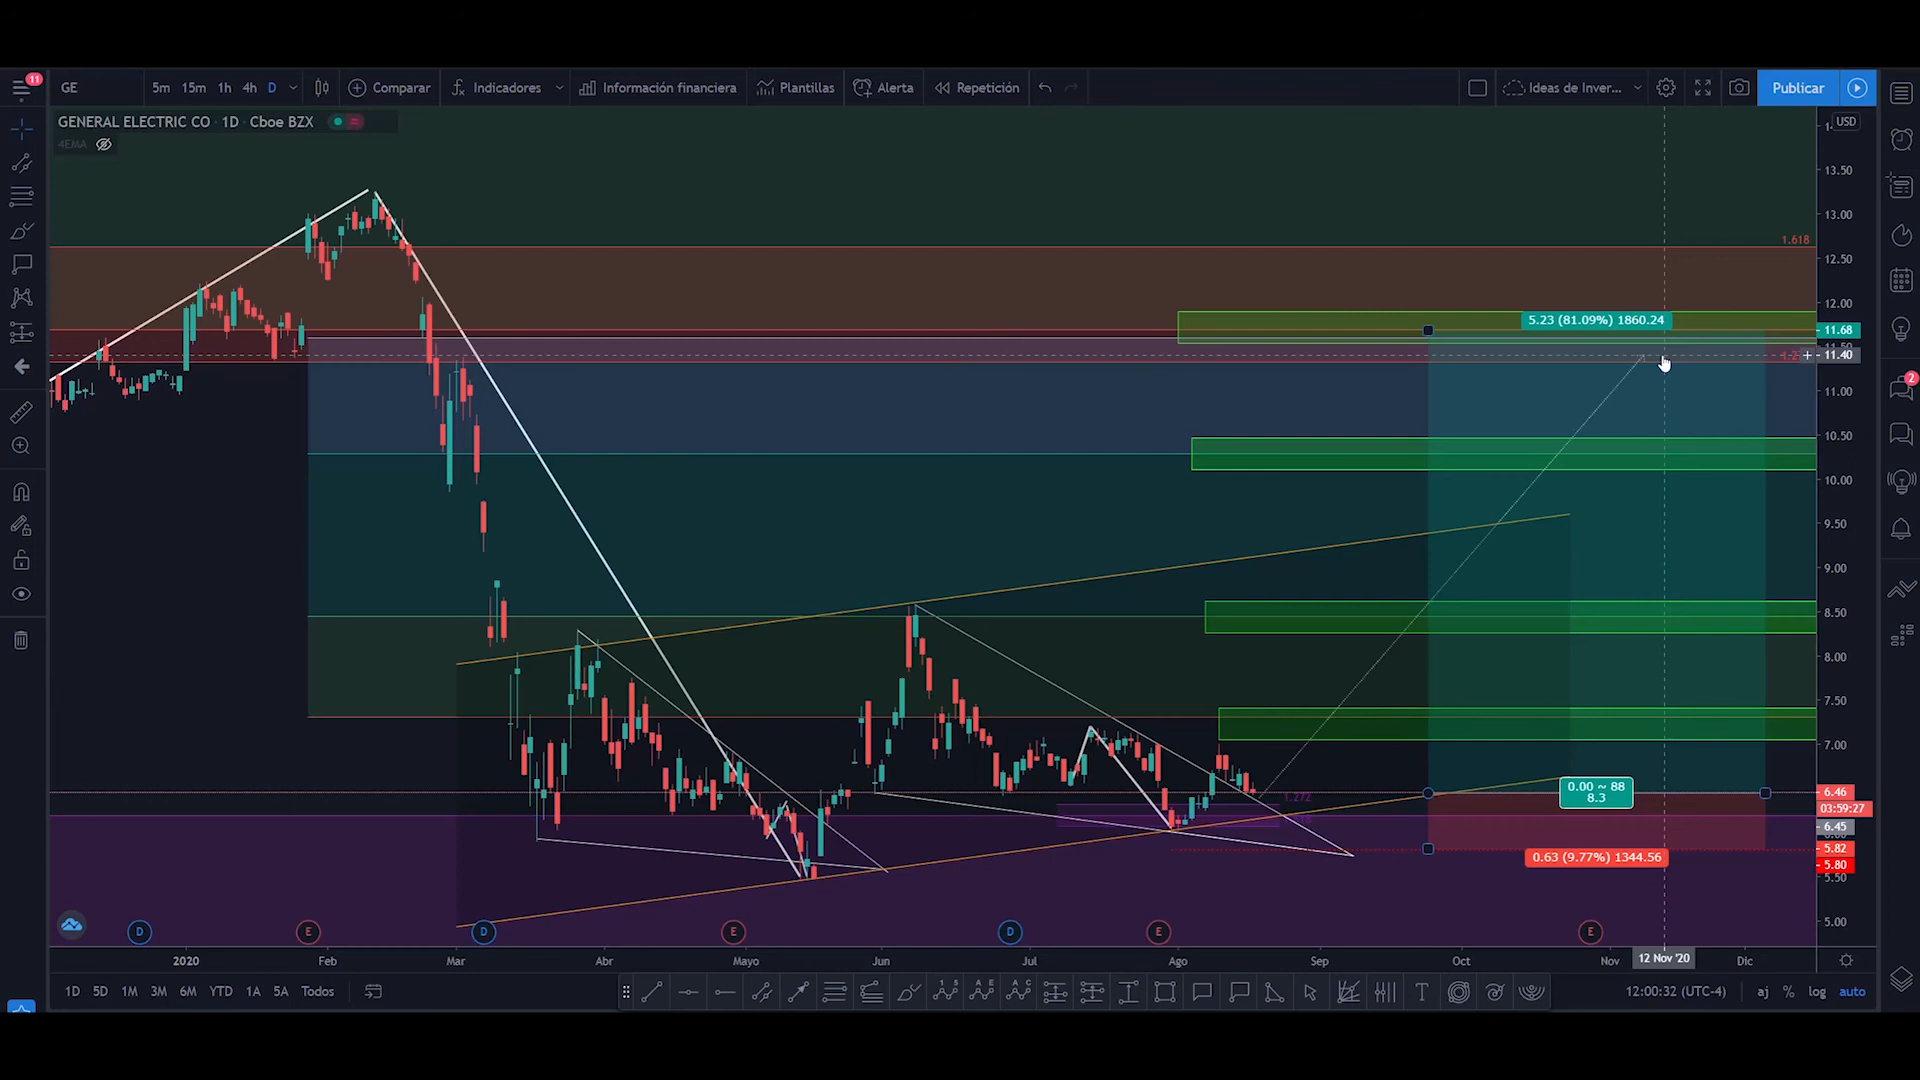 11
GE
5m 15m 1h 4h D
Comparar
Indicadores
Información financiera
Plantillas
Alerta
Repetición
Ideas de Inver...
Publicar
GENERAL ELECTRIC CO · 1D · Cboe BZX
4EMA
USD
13.50
13.00
12.50
12.00
11.68
11.40
11.00
10.50
10.00
9.50
9.00
8.50
8.00
7.50
7.00
6.46
03:59:27
6.45
5.82
5.80
5.50
5.00
1.618
5.23 (81.09%) 1860.24
1.272
0.00 ~ 88
8.3
0.63 (9.77%) 1344.56
2
D E D E D E E
2020 Feb Mar Abr Mayo Jun Jul Ago Sep Oct Nov 12 Nov '20 Dic
1D 5D 1M 3M 6M YTD 1A 5A Todos
12:00:32 (UTC-4) aj % log auto